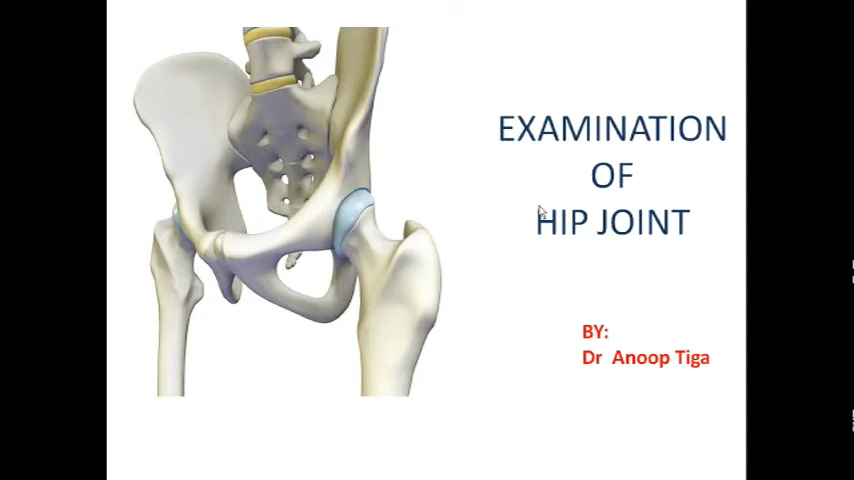 EXAMINATION
OF
HIP JOINT
BY:
Dr Anoop Tiga